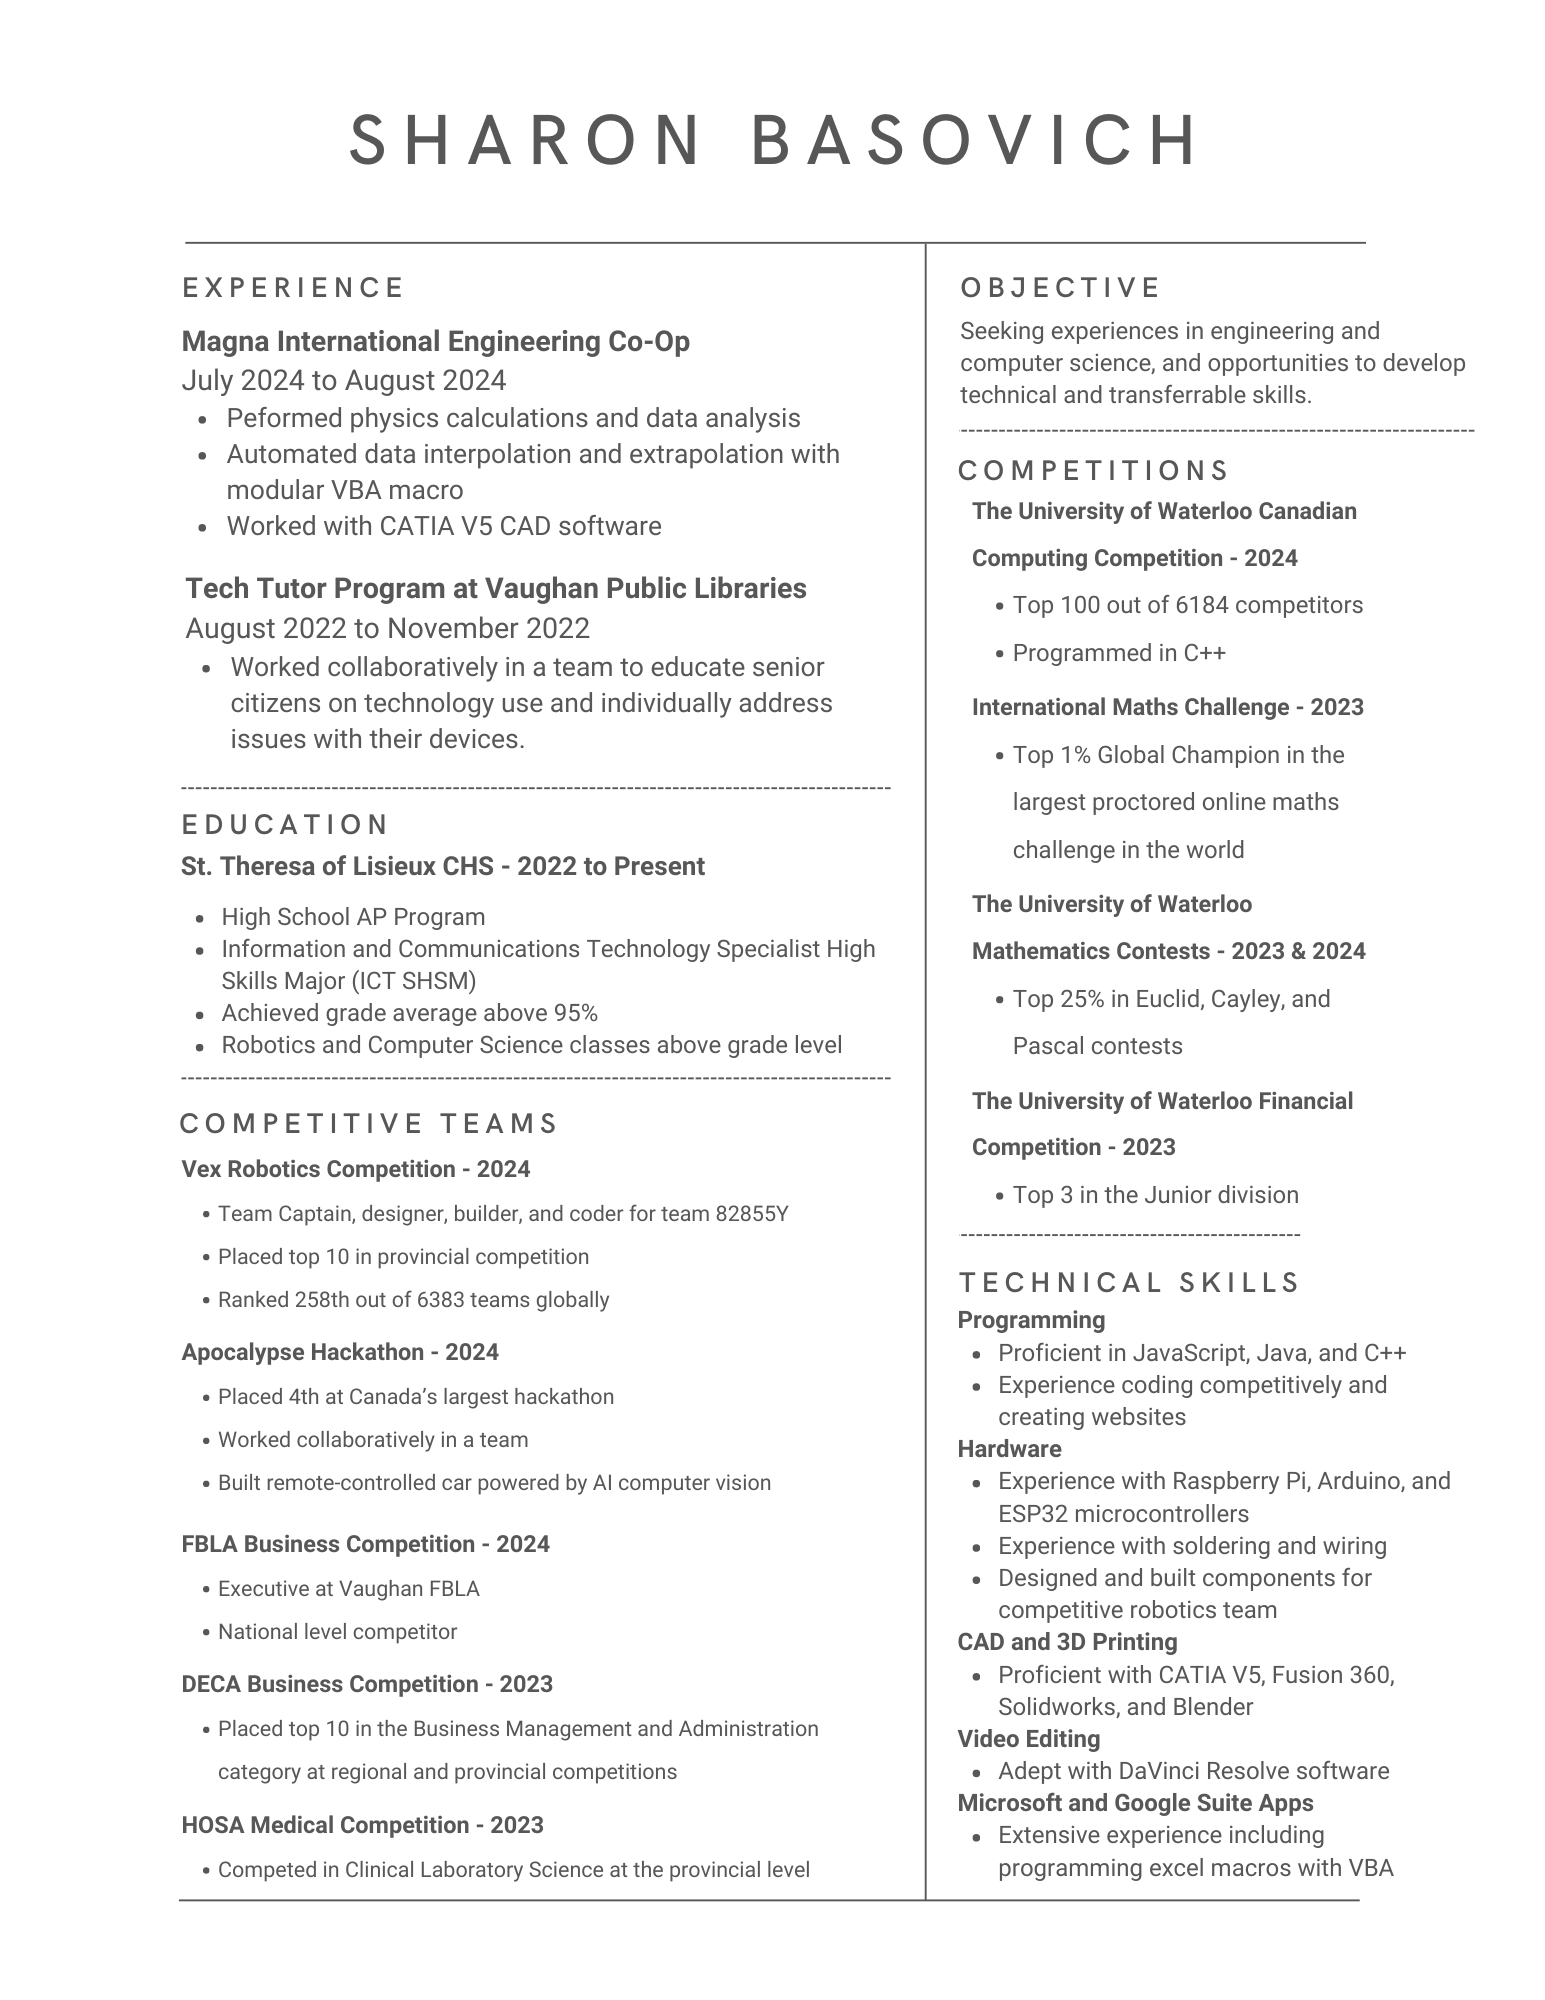 SHARON BASOVICH
EXPERIENCE
Magna International Engineering Co-Op
July 2024 to August 2024
• Peformed physics calculations and data analysis
• Automated data interpolation and extrapolation with
modular VBA macro
• Worked with CATIA V5 CAD software
Tech Tutor Program at Vaughan Public Libraries
August 2022 to November 2022
• Worked collaboratively in a team to educate senior
citizens on technology use and individually address
issues with their devices.
EDUCATION
St. Theresa of Lisieux CHS - 2022 to Present
• High School AP Program
• Information and Communications Technology Specialist High
Skills Major (ICT SHSM)
• Achieved grade average above 95%
• Robotics and Computer Science classes above grade level
COMPETITIVE TEAMS
Vex Robotics Competition - 2024
• Team Captain, designer, builder, and coder for team 82855Y
• Placed top 10 in provincial competition
• Ranked 258th out of 6383 teams globally
Apocalypse Hackathon - 2024
• Placed 4th at Canada’s largest hackathon
• Worked collaboratively in a team
• Built remote-controlled car powered by AI computer vision
FBLA Business Competition - 2024
• Executive at Vaughan FBLA
• National level competitor
DECA Business Competition - 2023
• Placed top 10 in the Business Management and Administration
category at regional and provincial competitions
HOSA Medical Competition - 2023
• Competed in Clinical Laboratory Science at the provincial level
OBJECTIVE
Seeking experiences in engineering and
computer science, and opportunities to develop
technical and transferrable skills.
COMPETITIONS
The University of Waterloo Canadian
Computing Competition - 2024
• Top 100 out of 6184 competitors
• Programmed in C++
International Maths Challenge - 2023
• Top 1% Global Champion in the
largest proctored online maths
challenge in the world
The University of Waterloo
Mathematics Contests - 2023 & 2024
• Top 25% in Euclid, Cayley, and
Pascal contests
The University of Waterloo Financial
Competition - 2023
• Top 3 in the Junior division
TECHNICAL SKILLS
Programming
• Proficient in JavaScript, Java, and C++
• Experience coding competitively and
creating websites
Hardware
• Experience with Raspberry Pi, Arduino, and
ESP32 microcontrollers
• Experience with soldering and wiring
• Designed and built components for
competitive robotics team
CAD and 3D Printing
• Proficient with CATIA V5, Fusion 360,
Solidworks, and Blender
Video Editing
• Adept with DaVinci Resolve software
Microsoft and Google Suite Apps
• Extensive experience including
programming excel macros with VBA